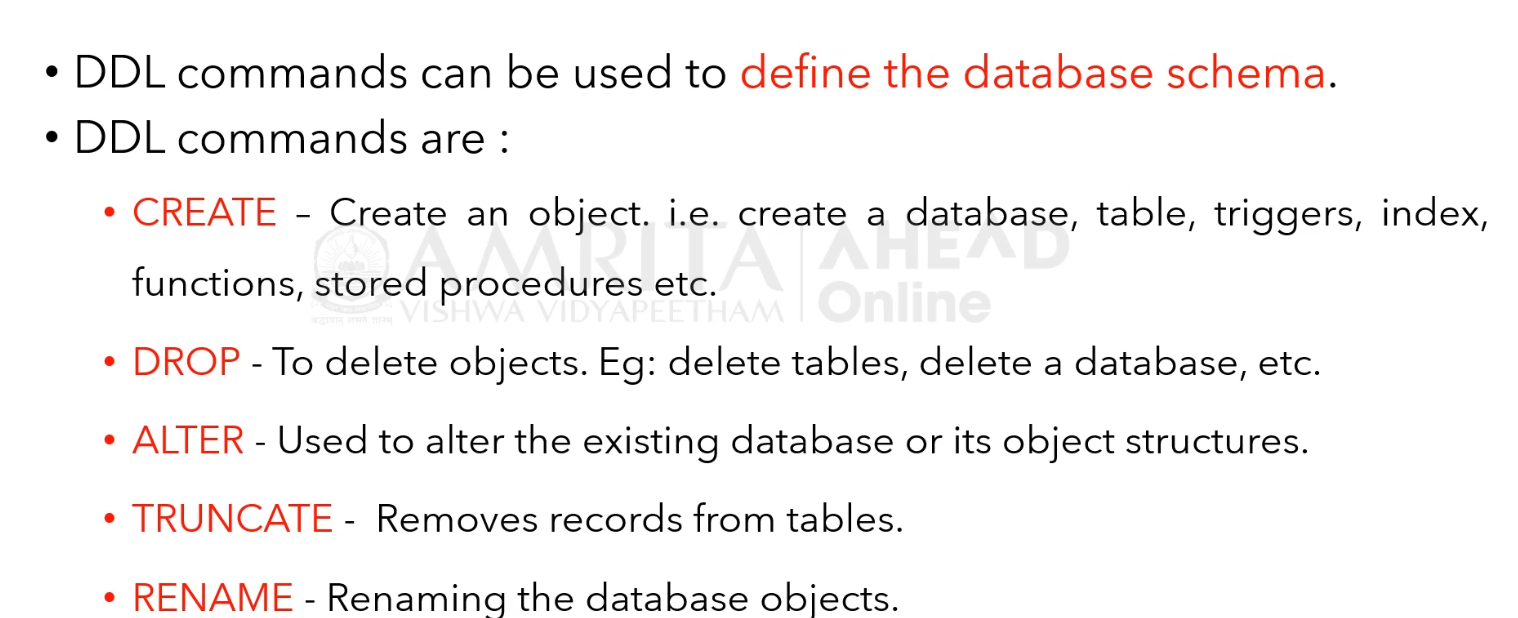 • DDL commands can be used to define the database schema.
• DDL commands are :
• CREATE – Create an object. i.e. create a database, table, triggers, index,
functions, stored procedures etc.
AMRITA
VISHWA VIDYAPEETHAM
AHEAD
Online
• DROP - To delete objects. Eg: delete tables, delete a database, etc.
• ALTER - Used to alter the existing database or its object structures.
• TRUNCATE - Removes records from tables.
• RENAME - Renaming the database objects.